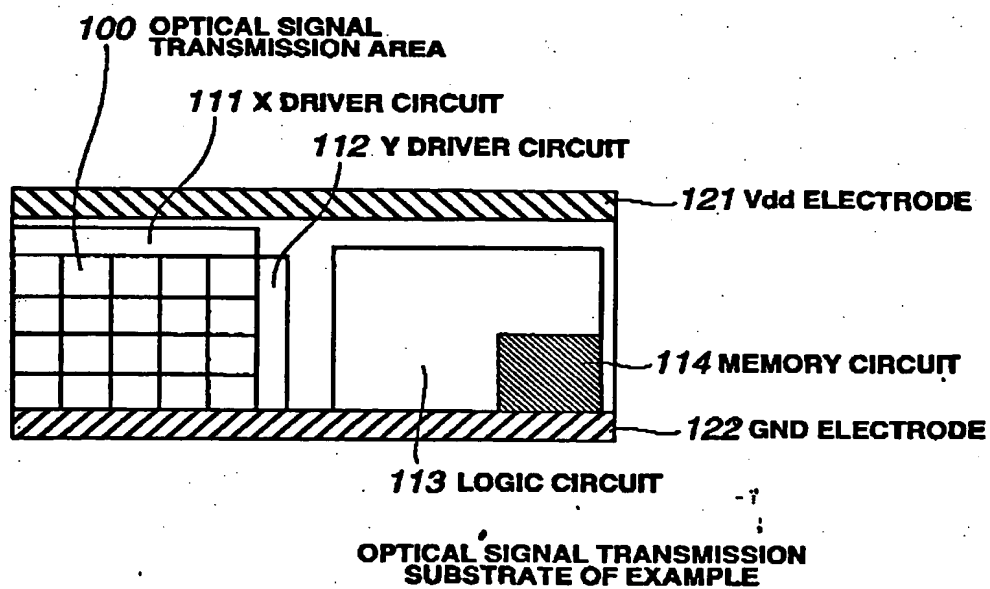 100 OPTICAL SIGNAL
TRANSMISSION AREA
111 X DRIVER CIRCUIT
112 Y DRIVER CIRCUIT
121 Vdd ELECTRODE
114 MEMORY CIRCUIT
122 GND ELECTRODE
113 LOGIC CIRCUIT
OPTICAL SIGNAL TRANSMISSION
SUBSTRATE OF EXAMPLE